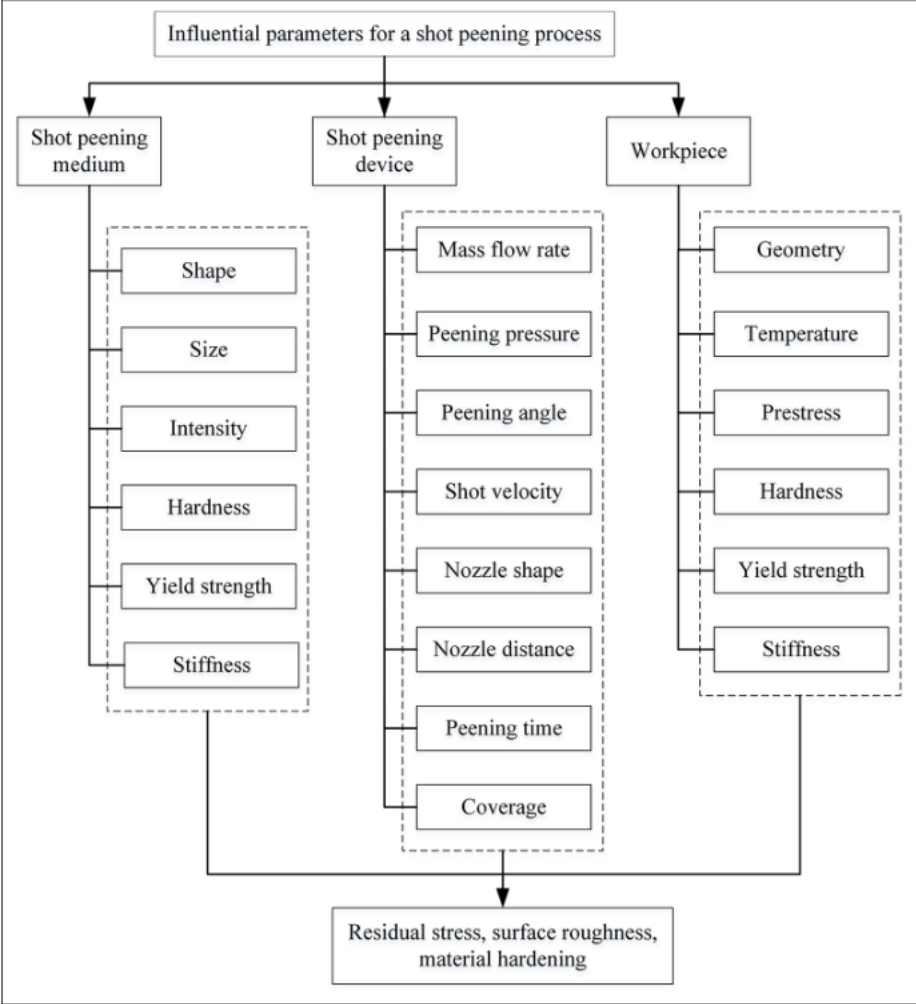 Influential parameters for a shot peening process
Shot peening
medium
Shape
Size
Intensity
Hardness
Yield strength
Stiffness
Shot peening
device
Mass flow rate
Peening pressure
Peening angle
Shot velocity
Nozzle shape
Nozzle distance
Peening time
Coverage
Workpiece
Geometry
Temperature
Prestress
Hardness
Yield strength
Stiffness
Residual stress, surface roughness,
material hardening